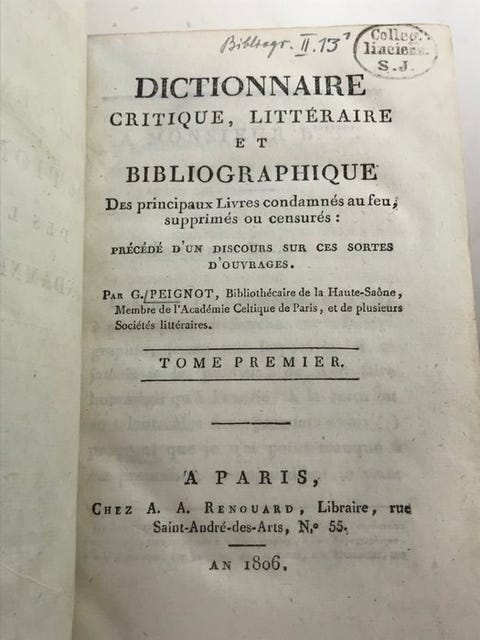 Bibliogr. II.13¹
Colleg.
S.J.
DICTIONNAIRE
CRITIQUE, LITTÉRAIRE
ET
BIBLIOGRAPHIQUE
Des principaux Livres condamnés au feu,
supprimés ou censurés :
PRÉCÉDÉ D'UN DISCOURS SUR CES SORTES
D'OUVRAGES.
PAR G. PEIGNOT, Bibliothécaire de la Haute-Saône,
Membre de l'Académie Celtique de Paris, et de plusieurs
Sociétés littéraires.
TOME PREMIER.
A PARIS,
CHEZ A. A. RENOUARD, Libraire, rue
Saint-André-des-Arts, N.º 55.
AN 1806.